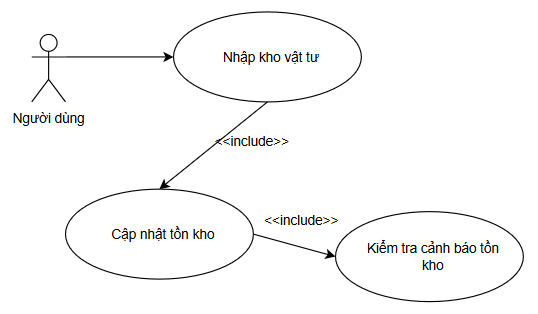 Nhập kho vật tư
Người dùng
<<include>>
<<include>>
Cập nhật tồn kho
Kiểm tra cảnh báo tồn
kho